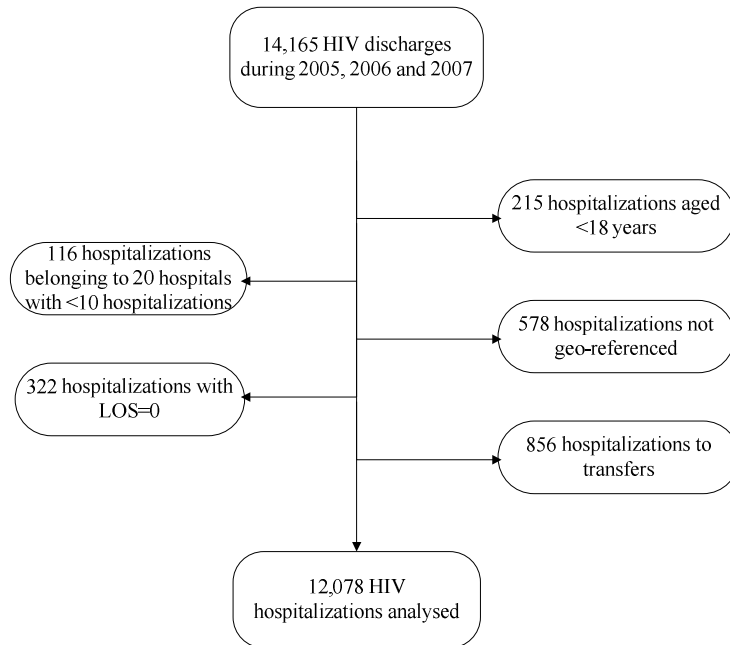 14,165 HIV discharges
during 2005, 2006 and 2007
215 hospitalizations aged
<18 years
116 hospitalizations
belonging to 20 hospitals
with <10 hospitalizations
578 hospitalizations not
geo-referenced
322 hospitalizations with
LOS=0
856 hospitalizations to
transfers
12,078 HIV
hospitalizations analysed